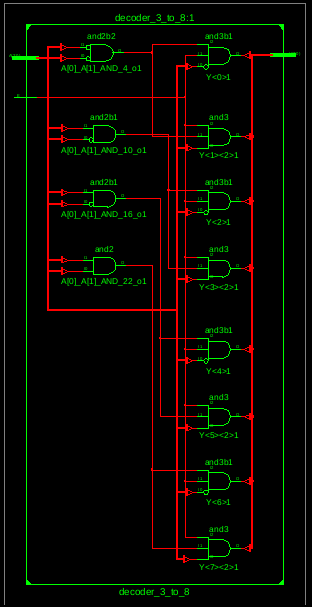 decoder_3_to_8:1
and2b2
A[0]_A[1]_AND_4_o1
and2b1
A[0]_A[1]_AND_10_o1
and2b1
A[0]_A[1]_AND_16_o1
and2
A[0]_A[1]_AND_22_o1
and3b1
Y<0>1
and3
Y<1><2>1
and3b1
Y<2>1
and3
Y<3><2>1
and3b1
Y<4>1
and3
Y<5><2>1
and3b1
Y<6>1
and3
Y<7><2>1
decoder_3_to_8